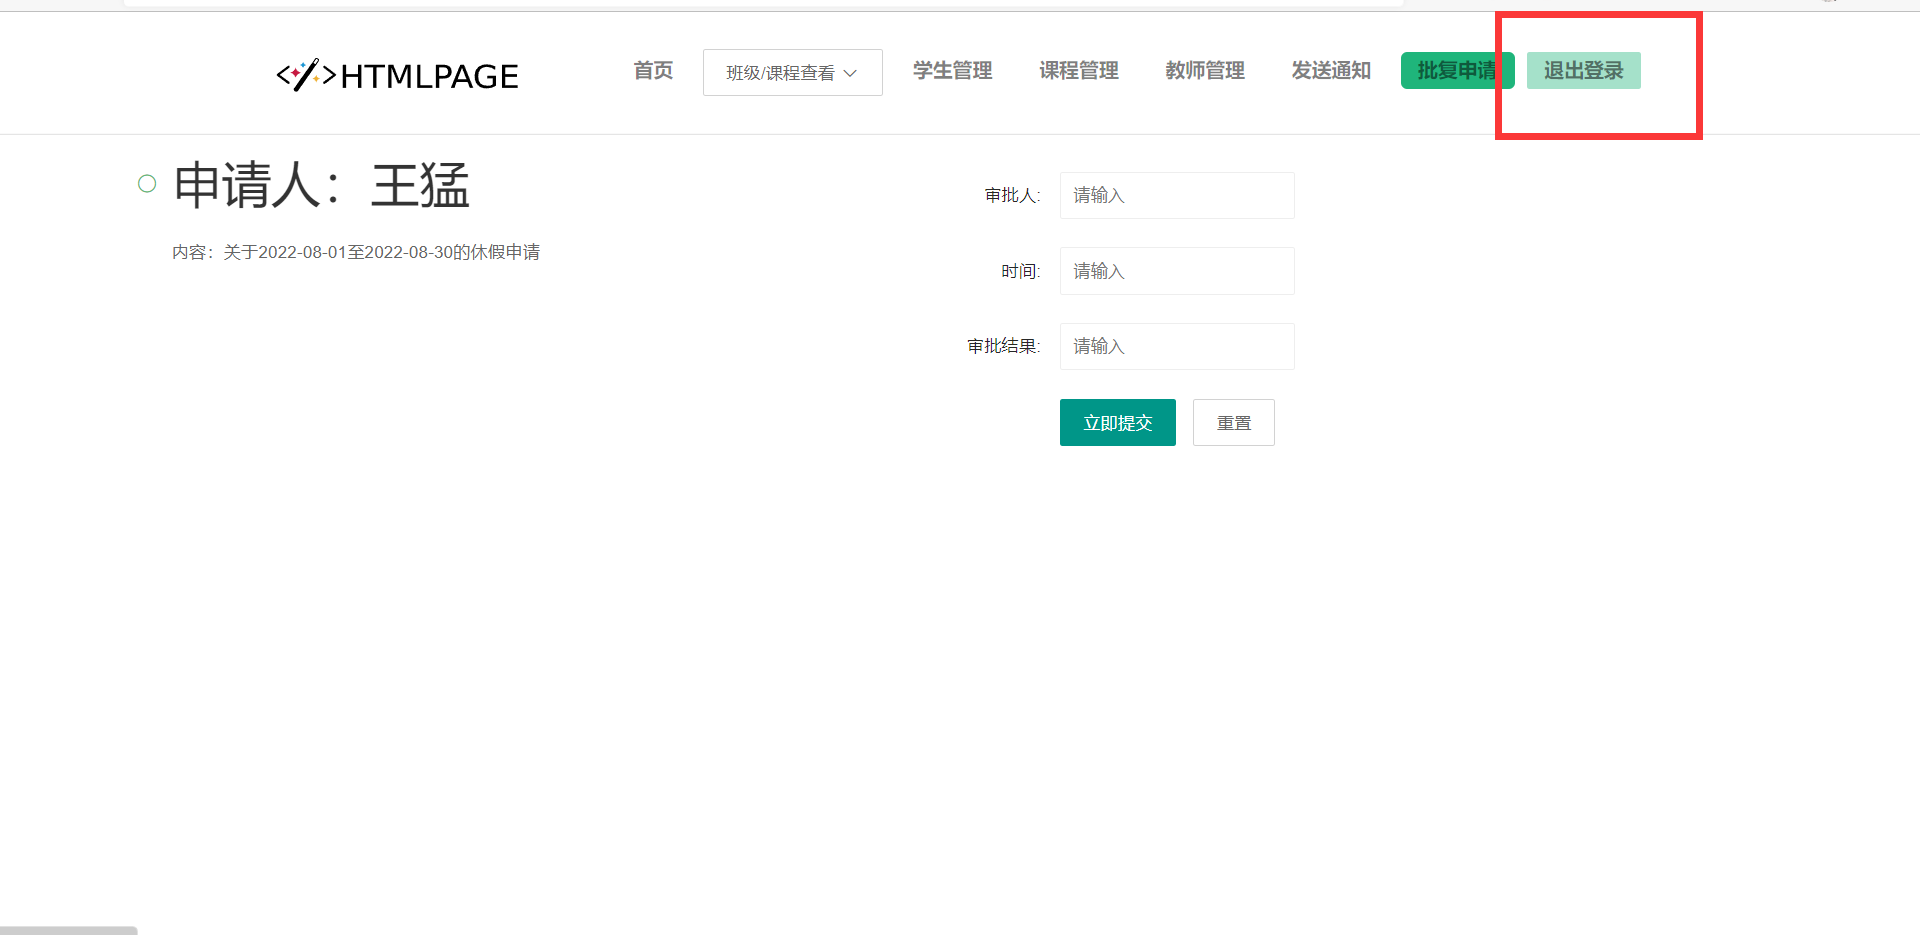 HTMLPAGE
首页
班级/课程查看
学生管理
课程管理
教师管理
发送通知
批复申请
退出登录
申请人：王猛
内容：关于2022-08-01至2022-08-30的休假申请
审批人:
请输入
时间:
请输入
审批结果:
请输入
立即提交
重置